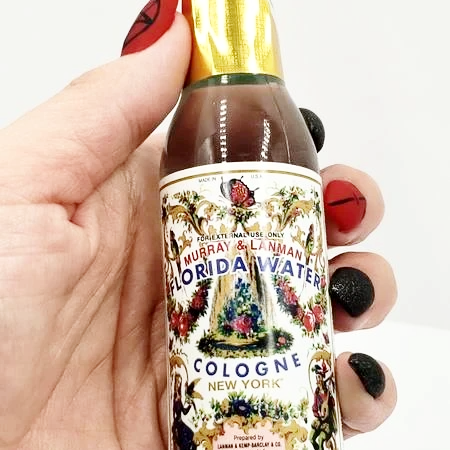 MADE IN U.S.A.
FOR EXTERNAL USE ONLY
MURRAY & LANMAN
FLORIDA WATER
COLOGNE
NEW YORK
Prepared by
LANMAN & KEMP BARCLAY & CO.